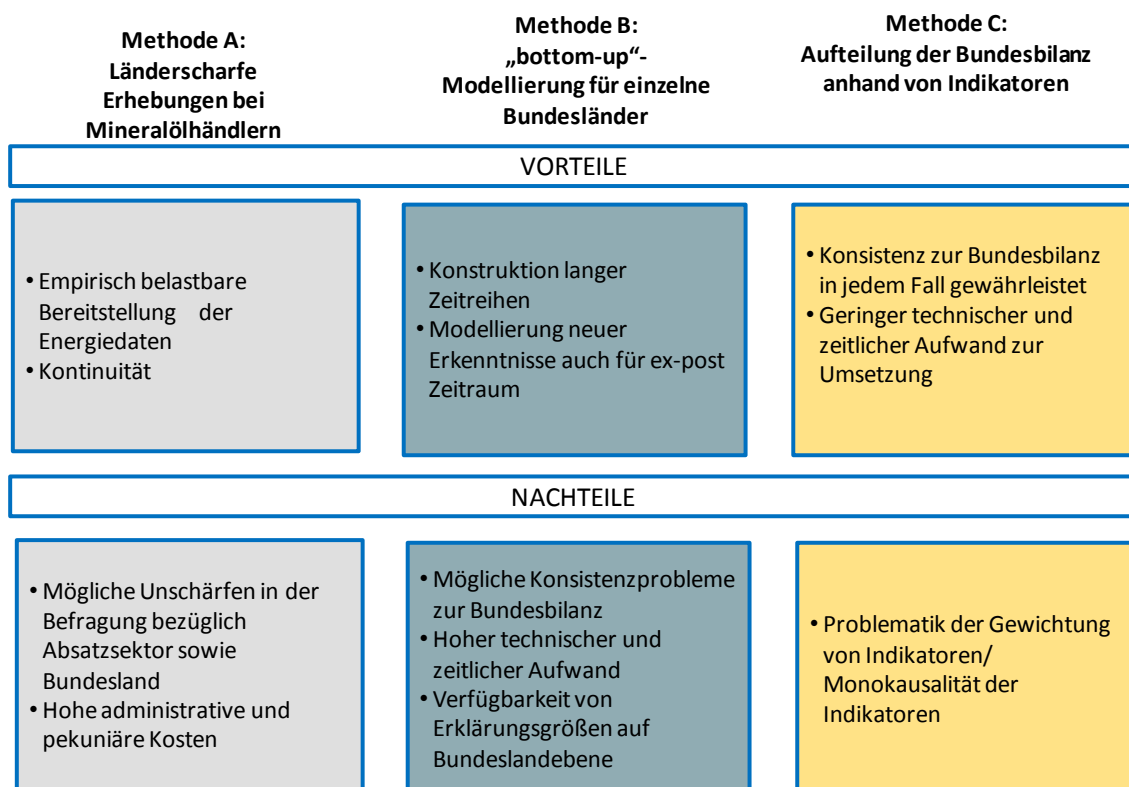 Methode A:
Länderscharfe
Erhebungen bei
Mineralölhändlern
Methode B:
„bottom-up“-
Modellierung für einzelne
Bundesländer
Methode C:
Aufteilung der Bundesbilanz
anhand von Indikatoren
VORTEILE
• Empirisch belastbare
Bereitstellung der
Energiedaten
• Kontinuität
• Konstruktion langer
Zeitreihen
• Modellierung neuer
Erkenntnisse auch für ex-post
Zeitraum
• Konsistenz zur Bundesbilanz
in jedem Fall gewährleistet
• Geringer technischer und
zeitlicher Aufwand zur
Umsetzung
NACHTEILE
• Mögliche Unschärfen in der
Befragung bezüglich
Absatzsektor sowie
Bundesland
• Hohe administrative und
pekuniäre Kosten
• Mögliche Konsistenzprobleme
zur Bundesbilanz
• Hoher technischer und
zeitlicher Aufwand
• Verfügbarkeit von
Erklärungsgrößen auf
Bundeslandebene
• Problematik der Gewichtung
von Indikatoren/
Monokausalität der
Indikatoren